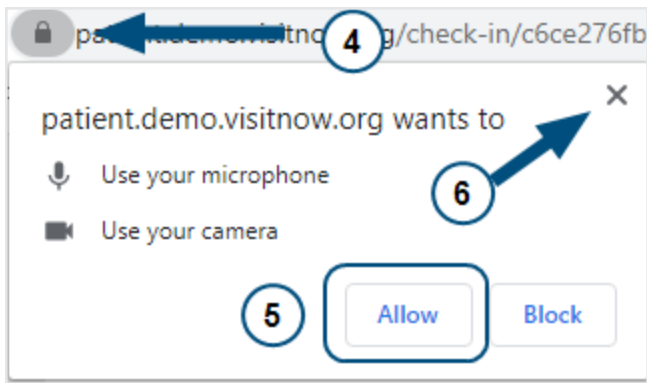 4
/check-in/c6ce276fb
patient.demo.visitnow.org wants to
Use your microphone
6
Use your camera
5
Allow
Block